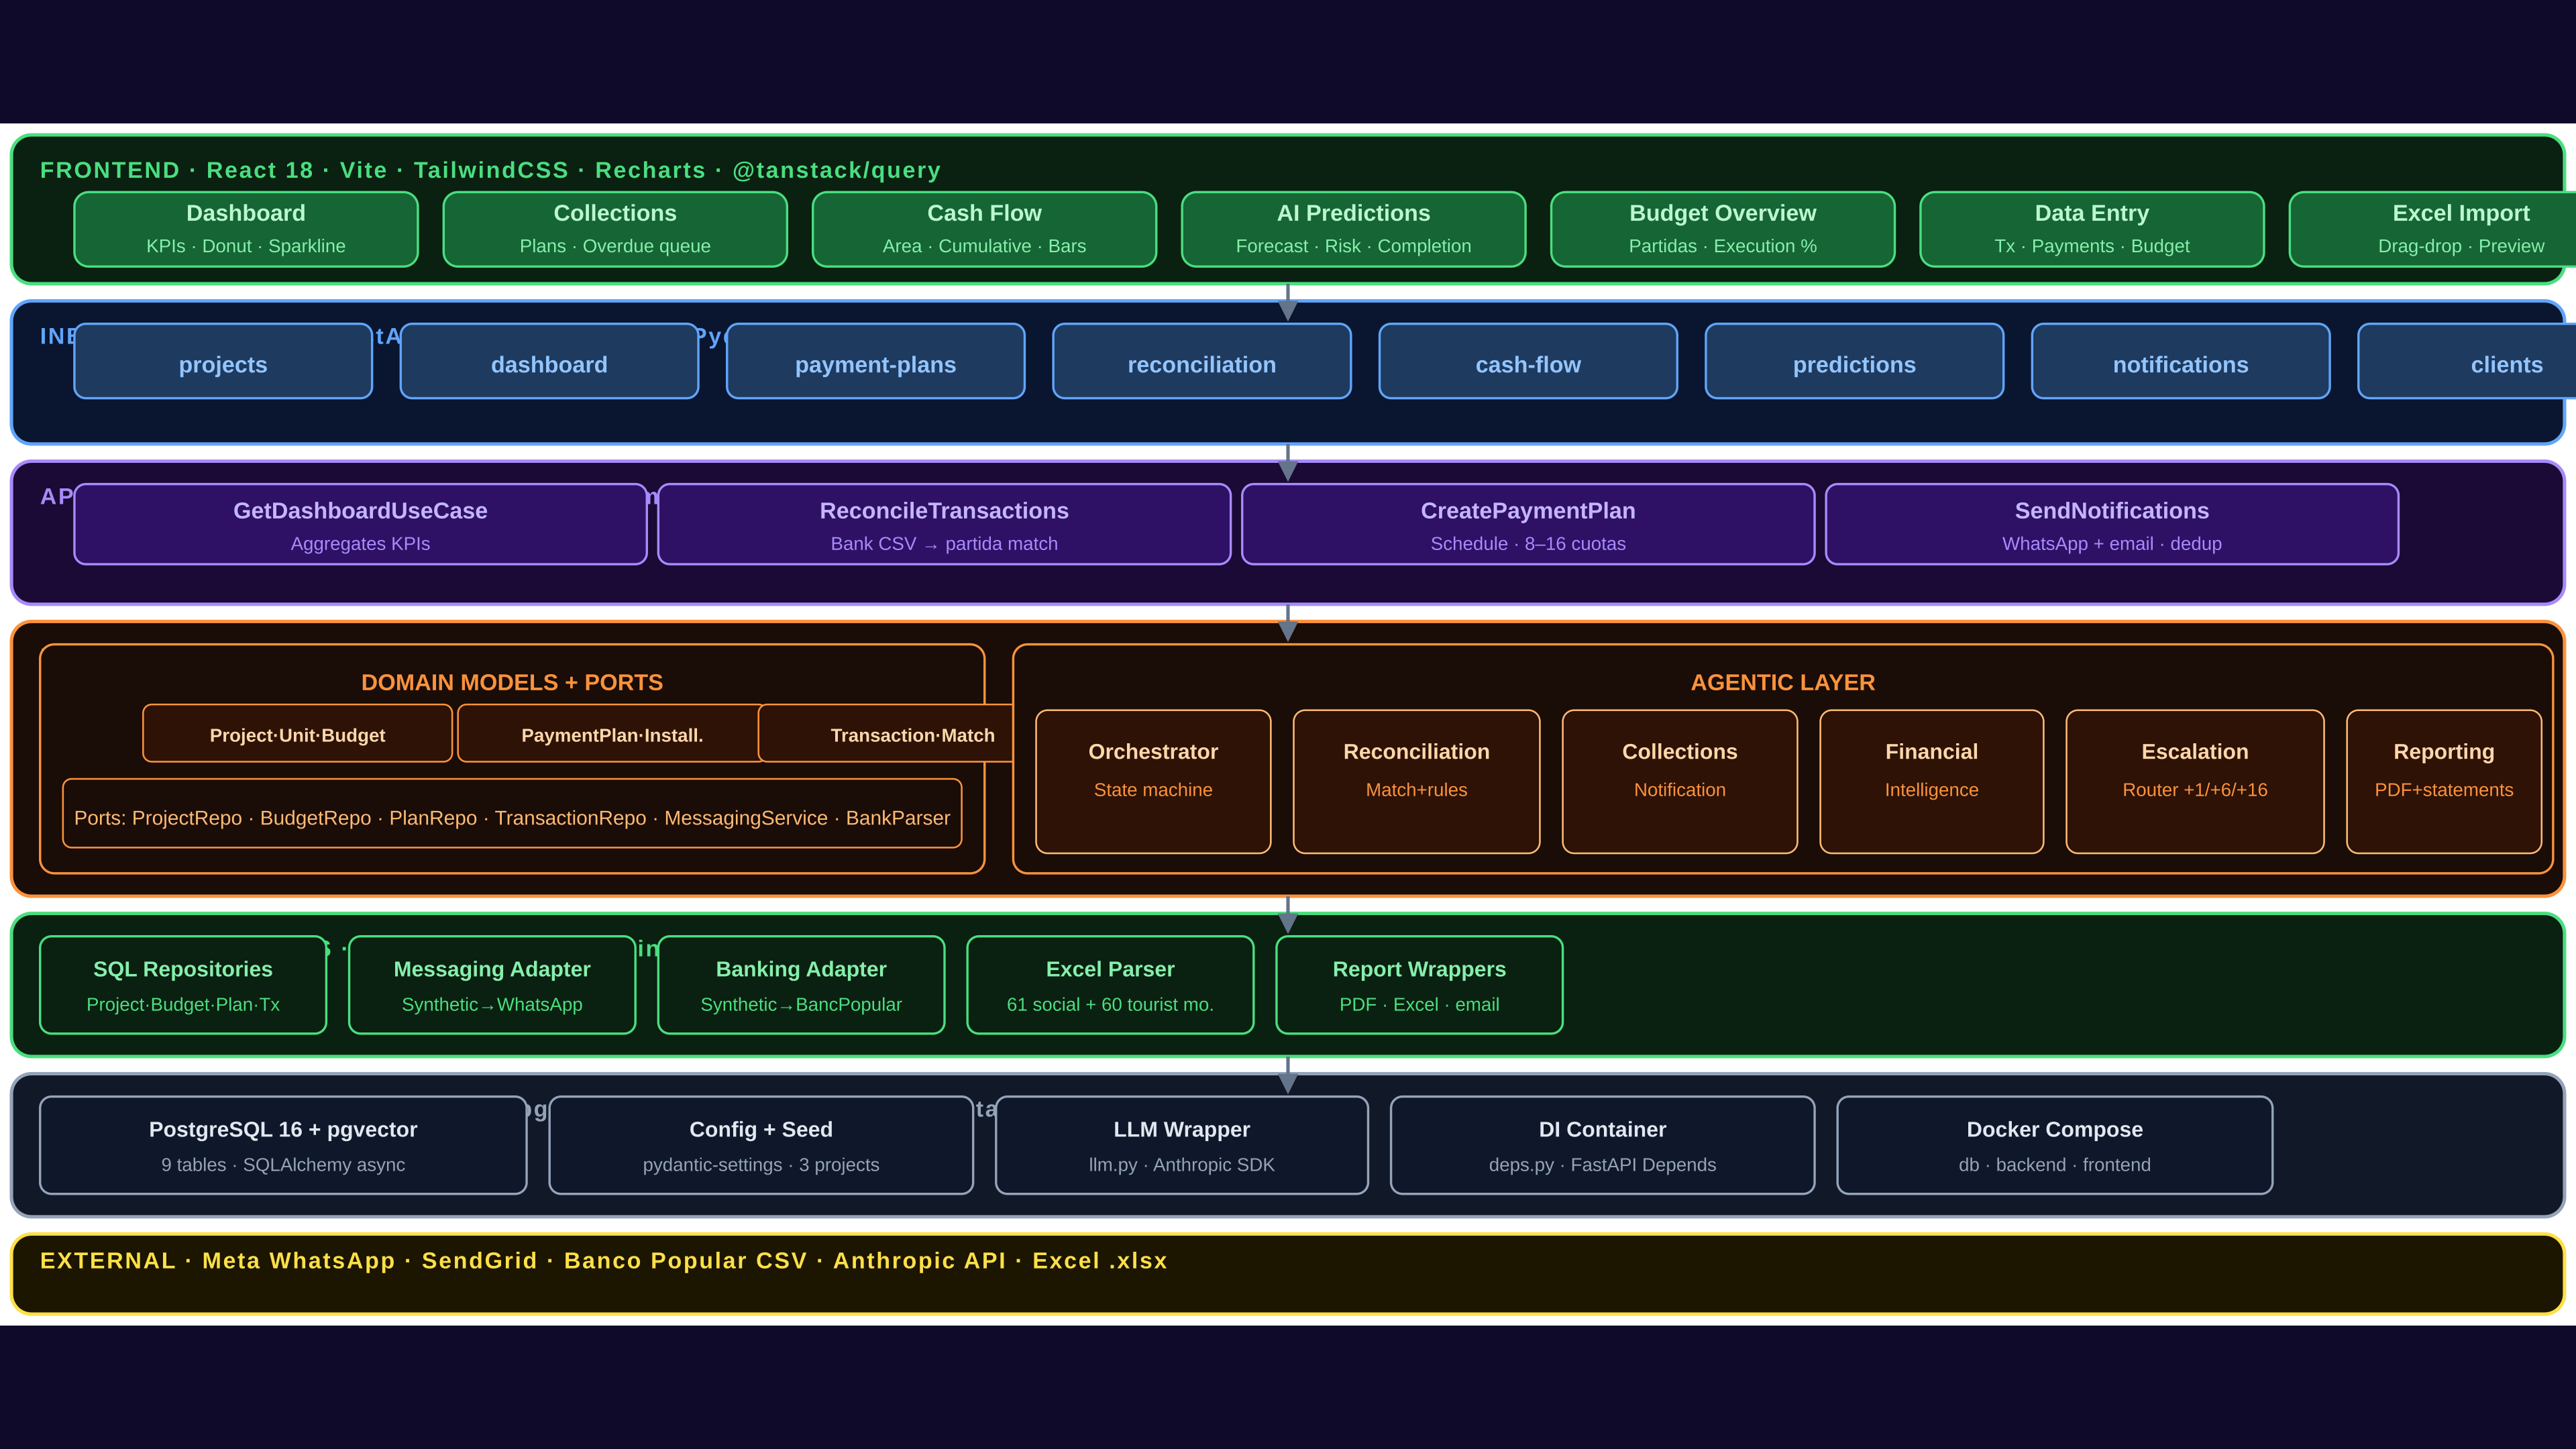 FRONTEND · React 18 · Vite · TailwindCSS · Recharts · @tanstack/query
Dashboard
KPIs · Donut · Sparkline
Collections
Plans · Overdue queue
Cash Flow
Area · Cumulative · Bars
AI Predictions
Forecast · Risk · Completion
Budget Overview
Partidas · Execution %
Data Entry
Tx · Payments · Budget
Excel Import
Drag-drop · Preview
projects
dashboard
payment-plans
reconciliation
cash-flow
predictions
notifications
clients
GetDashboardUseCase
Aggregates KPIs
ReconcileTransactions
Bank CSV → partida match
CreatePaymentPlan
Schedule · 8–16 cuotas
SendNotifications
WhatsApp + email · dedup
DOMAIN MODELS + PORTS
Project·Unit·Budget
PaymentPlan·Install.
Transaction·Match
Ports: ProjectRepo · BudgetRepo · PlanRepo · TransactionRepo · MessagingService · BankParser
AGENTIC LAYER
Orchestrator
State machine
Reconciliation
Match+rules
Collections
Notification
Financial
Intelligence
Escalation
Router +1/+6/+16
Reporting
PDF+statements
SQL Repositories
Project·Budget·Plan·Tx
Messaging Adapter
Synthetic→WhatsApp
Banking Adapter
Synthetic→BancPopular
Excel Parser
61 social + 60 tourist mo.
Report Wrappers
PDF · Excel · email
PostgreSQL 16 + pgvector
9 tables · SQLAlchemy async
Config + Seed
pydantic-settings · 3 projects
LLM Wrapper
llm.py · Anthropic SDK
DI Container
deps.py · FastAPI Depends
Docker Compose
db · backend · frontend
EXTERNAL · Meta WhatsApp · SendGrid · Banco Popular CSV · Anthropic API · Excel .xlsx